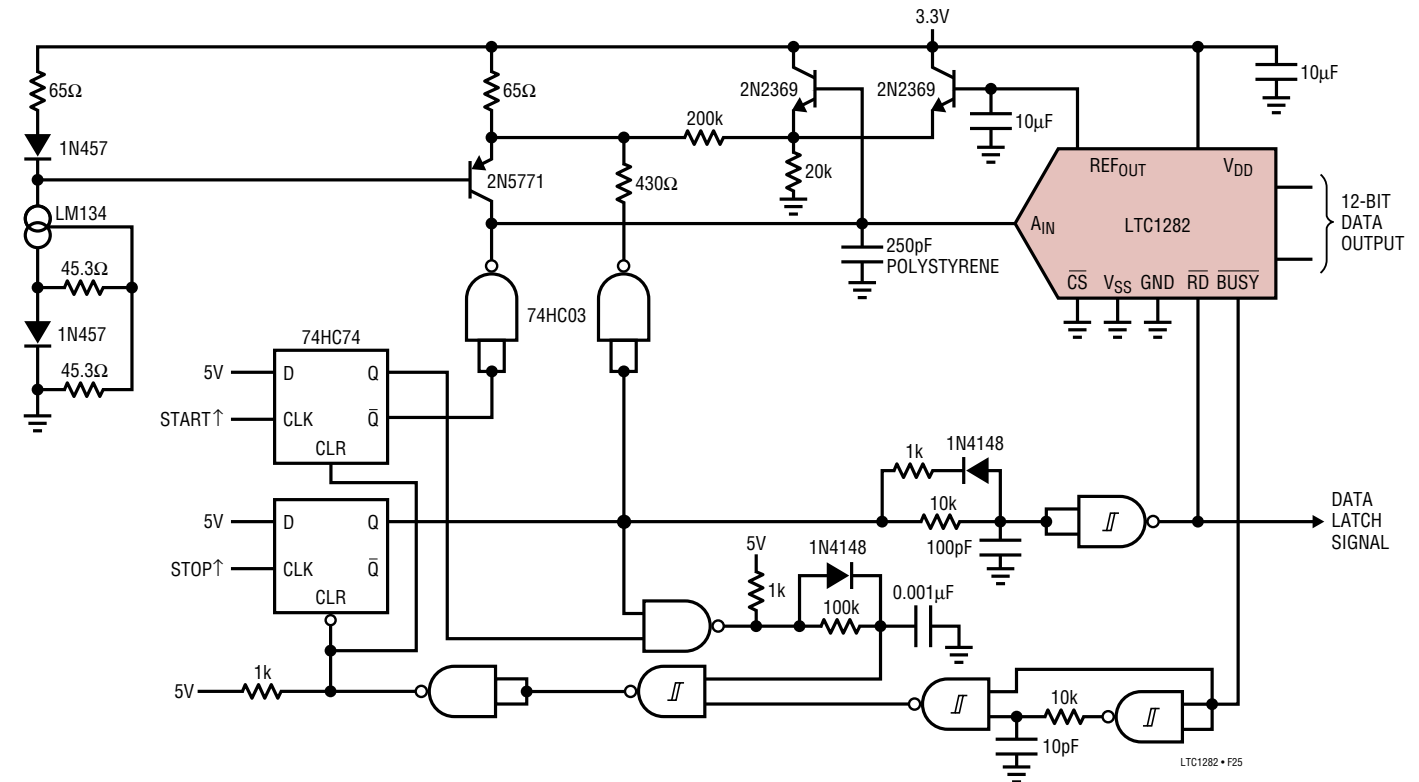 3.3V
65Ω
1N457
LM134
45.3Ω
1N457
45.3Ω
65Ω
2N5771
200k
430Ω
2N2369
20k
2N2369
10µF
10µF
250pF
POLYSTYRENE
REFOUT
VDD
AIN
LTC1282
C̅S̅
VSS
GND
R̅D̅
B̅U̅S̅Y̅
12-BIT
DATA
OUTPUT
74HC03
74HC74
5V
D
Q
START↑
CLK
Q̅
CLR
5V
D
Q
STOP↑
CLK
Q̅
CLR
1k
1N4148
10k
100pF
DATA
LATCH
SIGNAL
5V
1k
1N4148
100k
0.001µF
5V
1k
10k
10pF
LTC1282 • F25